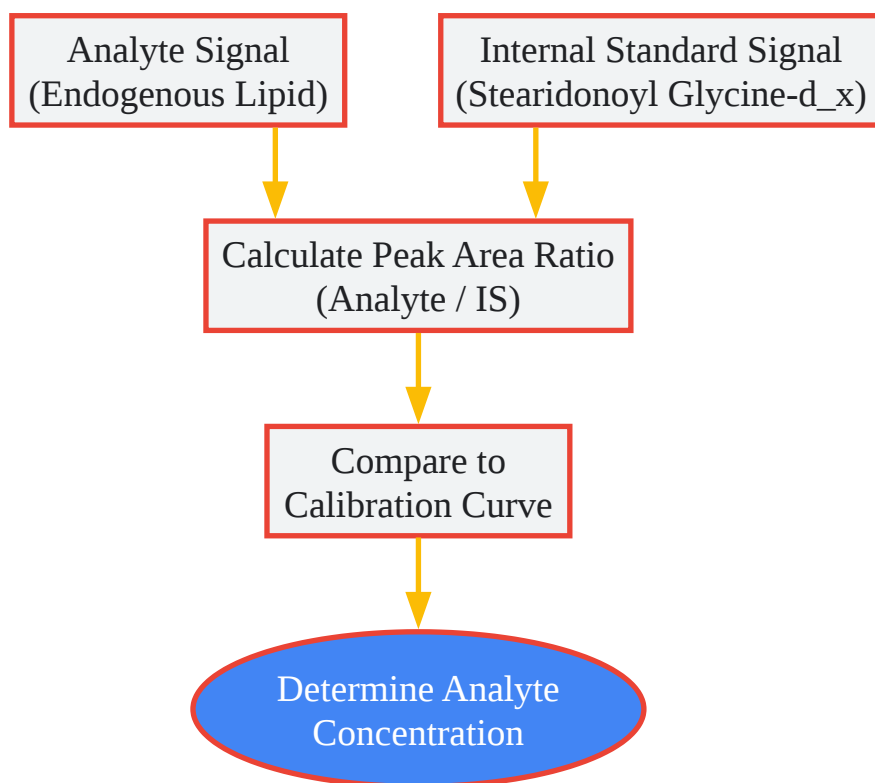 Analyte Signal
(Endogenous Lipid)
Internal Standard Signal
(Stearidonoyl Glycine-d_x)
Calculate Peak Area Ratio
(Analyte / IS)
Compare to
Calibration Curve
Determine Analyte
Concentration